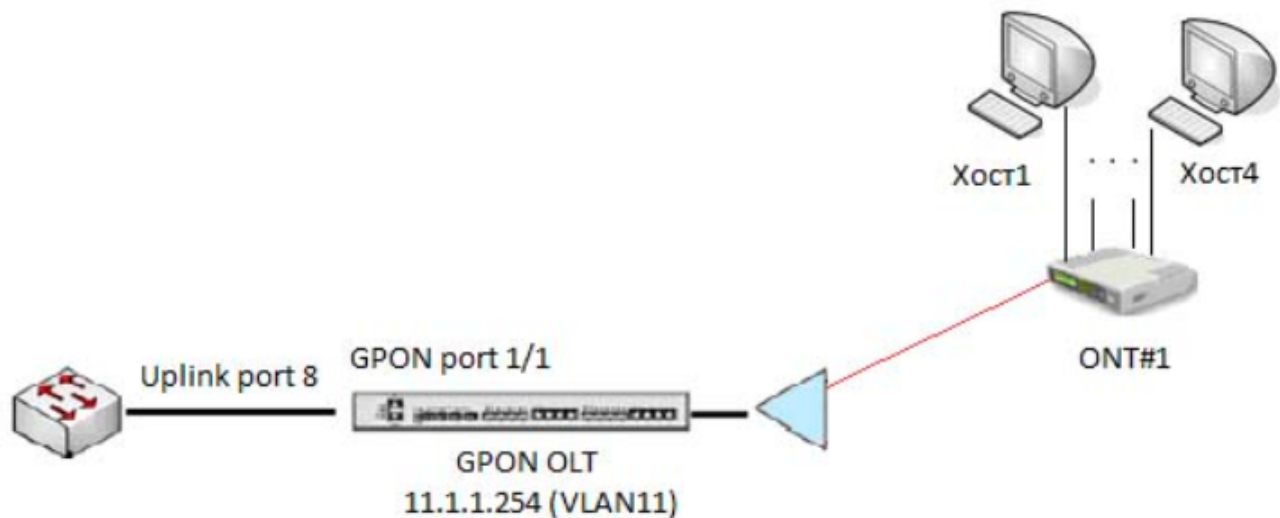 Хост1
Хост4
ONT#1
Uplink port 8
GPON port 1/1
GPON OLT
11.1.1.254 (VLAN11)